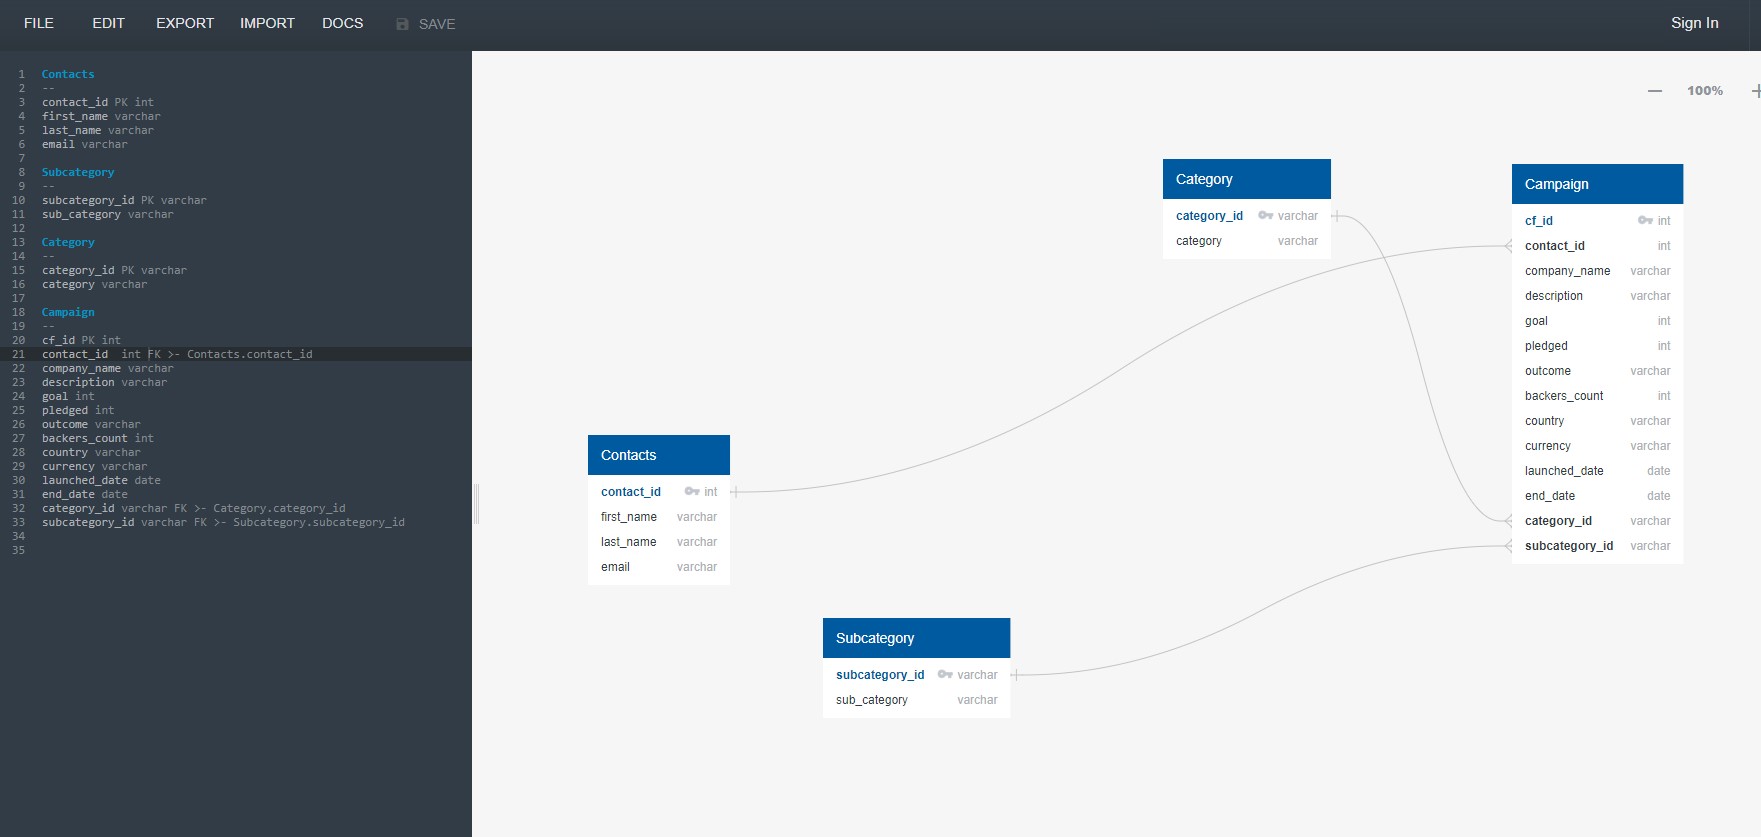 FILE EDIT EXPORT IMPORT DOCS SAVE Sign In
1 Contacts
2 --
3 contact_id PK int
4 first_name varchar
5 last_name varchar
6 email varchar
7
8 Subcategory
9 --
10 subcategory_id PK varchar
11 sub_category varchar
12
13 Category
14 --
15 category_id PK varchar
16 category varchar
17
18 Campaign
19 --
20 cf_id PK int
21 contact_id  int FK >- Contacts.contact_id
22 company_name varchar
23 description varchar
24 goal int
25 pledged int
26 outcome varchar
27 backers_count int
28 country varchar
29 currency varchar
30 launched_date date
31 end_date date
32 category_id varchar FK >- Category.category_id
33 subcategory_id varchar FK >- Subcategory.subcategory_id
34
35
— 100% +
Category
category_id varchar
category varchar
Campaign
cf_id int
contact_id int
company_name varchar
description varchar
goal int
pledged int
outcome varchar
backers_count int
country varchar
currency varchar
launched_date date
end_date date
category_id varchar
subcategory_id varchar
Contacts
contact_id int
first_name varchar
last_name varchar
email varchar
Subcategory
subcategory_id varchar
sub_category varchar